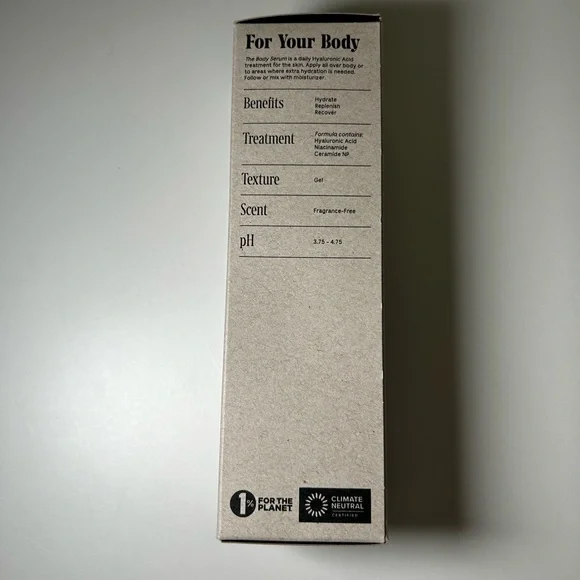 For Your Body
The Body Serum is a daily Hyaluronic Acid
treatment for the skin. Apply all over body or
to areas where extra hydration is needed.
Follow or mix with moisturizer.
Benefits
Hydrate
Replenish
Recover
Treatment
Formula contains:
Hyaluronic Acid
Niacinamide
Ceramide NP
Texture
Gel
Scent
Fragrance-Free
pH
3.75 - 4.75
1%
FOR THE
PLANET
CLIMATE
NEUTRAL
CERTIFIED